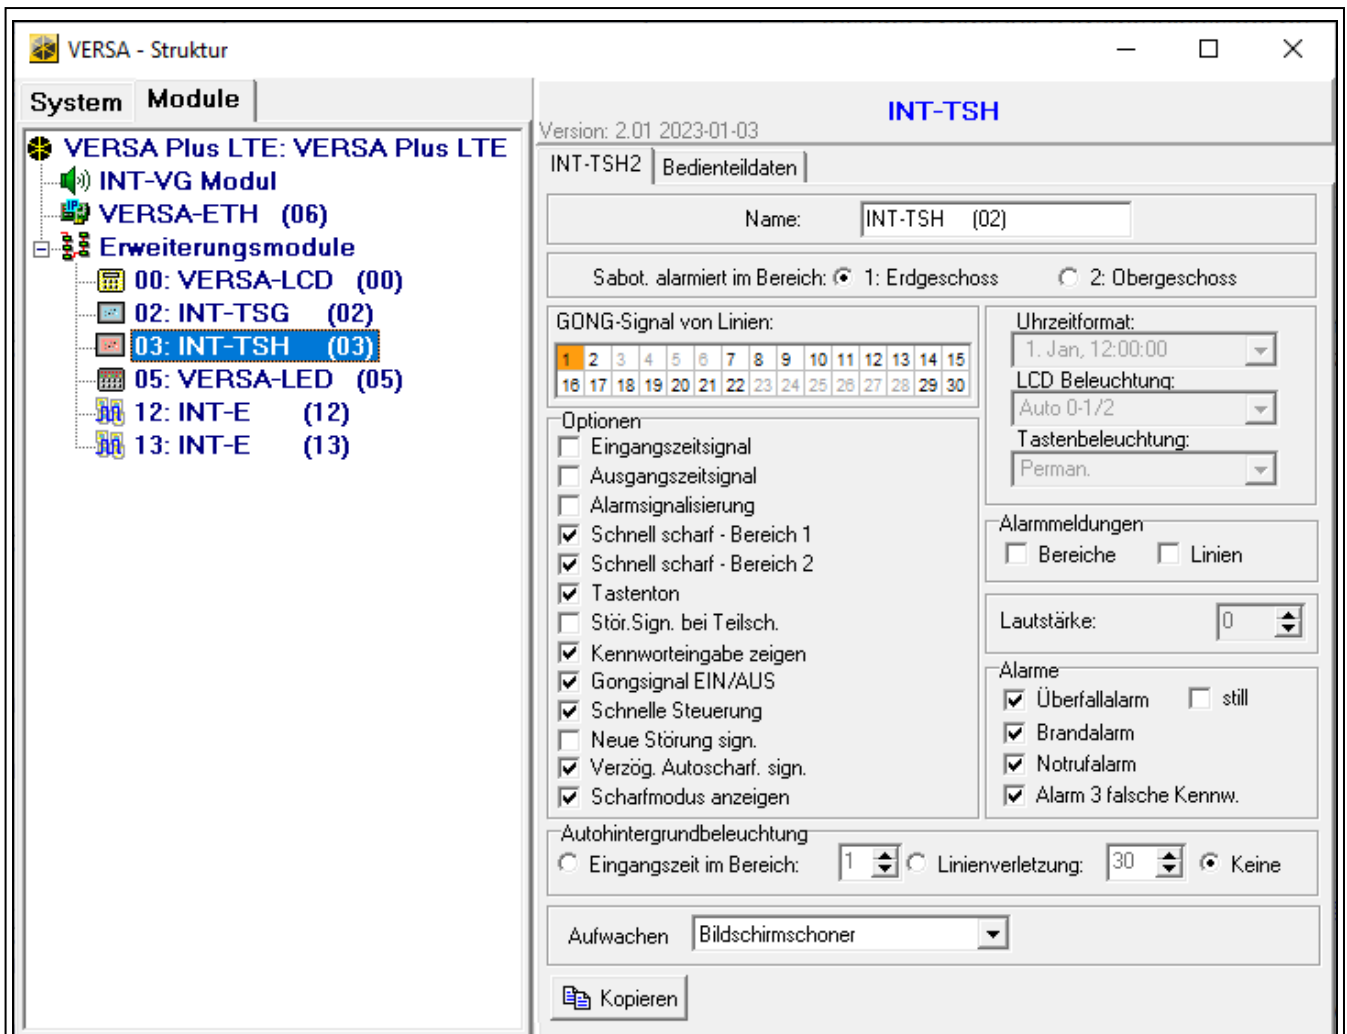 VERSA - Struktur
System Module
VERSA Plus LTE: VERSA Plus LTE
INT-VG Modul
VERSA-ETH (06)
Erweiterungsmodule
00: VERSA-LCD (00)
02: INT-TSG (02)
03: INT-TSH (03)
05: VERSA-LED (05)
12: INT-E (12)
13: INT-E (13)
INT-TSH
Version: 2.01 2023-01-03
INT-TSH2 Bedienteildaten
Name: INT-TSH (02)
Sabot. alarmiert im Bereich: 1: Erdgeschoss 2: Obergeschoss
GONG-Signal von Linien:
1 2 3 4 5 6 7 8 9 10 11 12 13 14 15
16 17 18 19 20 21 22 23 24 25 26 27 28 29 30
Optionen
Eingangszeitsignal
Ausgangszeitsignal
Alarmsignalisierung
Schnell scharf - Bereich 1
Schnell scharf - Bereich 2
Tastenton
Stör.Sign. bei Teilsch.
Kennworteingabe zeigen
Gongsignal EIN/AUS
Schnelle Steuerung
Neue Störung sign.
Verzög. Autoscharf. sign.
Scharfmodus anzeigen
Uhrzeitformat:
1. Jan, 12:00:00
LCD Beleuchtung:
Auto 0-1/2
Tastenbeleuchtung:
Perman.
Alarmmeldungen
Bereiche Linien
Lautstärke: 0
Alarme
Überfallalarm still
Brandalarm
Notrufalarm
Alarm 3 falsche Kennw.
Autohintergrundbeleuchtung
Eingangszeit im Bereich: 1 Linienverletzung: 30 Keine
Aufwachen Bildschirmschoner
Kopieren